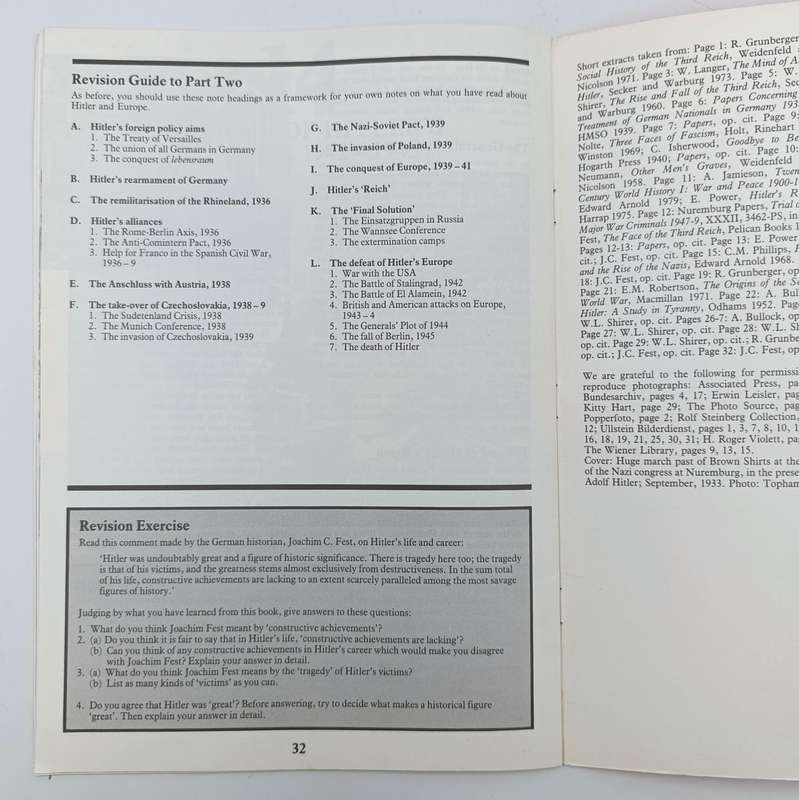 Revision Guide to Part Two
As before, you should use these note headings as a framework for your own notes on what you have read about
Hitler and Europe.
A. Hitler's foreign policy aims
1. The Treaty of Versailles
2. The union of all Germans in Germany
3. The conquest of lebensraum
B. Hitler's rearmament of Germany
C. The remilitarisation of the Rhineland, 1936
D. Hitler's alliances
1. The Rome-Berlin Axis, 1936
2. The Anti-Comintern Pact, 1936
3. Help for Franco in the Spanish Civil War,
1936–9
E. The Anschluss with Austria, 1938
F. The take-over of Czechoslovakia, 1938–9
1. The Sudetenland Crisis, 1938
2. The Munich Conference, 1938
3. The invasion of Czechoslovakia, 1939
G. The Nazi-Soviet Pact, 1939
H. The invasion of Poland, 1939
I. The conquest of Europe, 1939–41
J. Hitler's 'Reich'
K. The 'Final Solution'
1. The Einsatzgruppen in Russia
2. The Wannsee Conference
3. The extermination camps
L. The defeat of Hitler's Europe
1. War with the USA
2. The Battle of Stalingrad, 1942
3. The Battle of El Alamein, 1942
4. British and American attacks on Europe,
1943–4
5. The Generals' Plot of 1944
6. The fall of Berlin, 1945
7. The death of Hitler
Revision Exercise
Read this comment made by the German historian, Joachim C. Fest, on Hitler's life and career:
'Hitler was undoubtedly great and a figure of historic significance. There is tragedy here too; the tragedy
is that of his victims, and the greatness stems almost exclusively from destructiveness. In the sum total
of his life, constructive achievements are lacking to an extent scarcely paralleled among the most savage
figures of history.'
Judging by what you have learned from this book, give answers to these questions:
1. What do you think Joachim Fest meant by 'constructive achievements'?
2. (a) Do you think it is fair to say that in Hitler's life, 'constructive achievements are lacking'?
(b) Can you think of any constructive achievements in Hitler's career which would make you disagree
with Joachim Fest? Explain your answer in detail.
3. (a) What do you think Joachim Fest means by the 'tragedy' of Hitler's victims?
(b) List as many kinds of 'victims' as you can.
4. Do you agree that Hitler was 'great'? Before answering, try to decide what makes a historical figure
'great'. Then explain your answer in detail.
32
Short extracts taken from: Page 1: R. Grunberger
Social History of the Third Reich, Weidenfeld
Nicolson 1971. Page 3: W. Langer, The Mind of
Hitler, Secker and Warburg 1973. Page 5: W.
Shirer, The Rise and Fall of the Third Reich, Sec
and Warburg 1960. Page 6: Papers Concerning
Treatment of German Nationals in Germany 193
HMSO 1939. Page 7: Papers, op. cit. Page 9:
Nolte, Three Faces of Fascism, Holt, Rinehart
Winston 1969; C. Isherwood, Goodbye to Be
Hogarth Press 1940; Papers, op. cit. Page 10:
Neumann, Other Men's Graves, Weidenfeld
Nicolson 1958. Page 11: A. Jamieson, Twen
Century World History I: War and Peace 1900-1
Edward Arnold 1979; E. Power, Hitler's R
Harrap 1975. Page 12: Nuremburg Papers, Trial o
Major War Criminals 1947-9, XXXII, 3462-PS, in
Fest, The Face of the Third Reich, Pelican Books 1
Pages 12-13: Papers, op. cit. Page 13: E. Power
cit.; J.C. Fest, op. cit. Page 15: C.M. Phillips,
and the Rise of the Nazis, Edward Arnold 1968.
18: J.C. Fest, op. cit. Page 19: R. Grunberger, op
Page 21: E.M. Robertson, The Origins of the Se
World War, Macmillan 1971. Page 22: A. Bul
Hitler: A Study in Tyranny, Odhams 1952. Page
W.L. Shirer, op. cit. Pages 26-7: A. Bullock, op
Page 27: W.L. Shirer, op. cit. Page 28: W.L. Sh
op. cit. Page 29: W.L. Shirer, op. cit.; R. Grunbe
op. cit.; J.C. Fest, op. cit. Page 32: J.C. Fest, op
We are grateful to the following for permissi
reproduce photographs: Associated Press, pa
Bundesarchiv, pages 4, 17; Erwin Leisler, pag
Kitty Hart, page 29; The Photo Source, pag
Popperfoto, page 2; Rolf Steinberg Collection,
12; Ullstein Bilderdienst, pages 1, 3, 7, 8, 10, 1
16, 18, 19, 21, 25, 30, 31; H. Roger Violett, pag
The Wiener Library, pages 9, 13, 15.
Cover: Huge march past of Brown Shirts at the
of the Nazi congress at Nuremburg, in the prese
Adolf Hitler; September, 1933. Photo: Topham